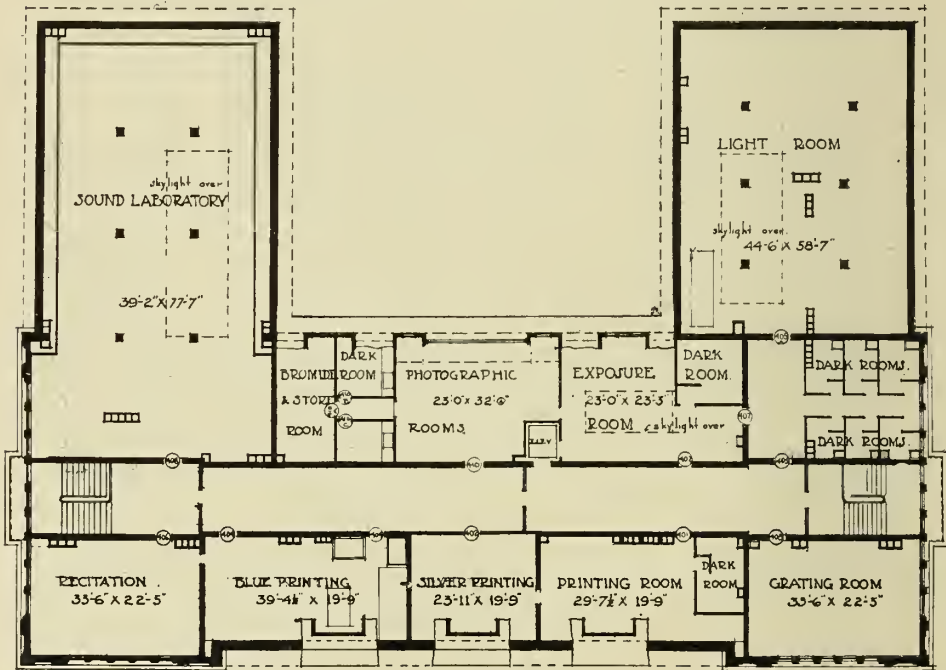 LIGHT ROOM
skylight over
SOUND LABORATORY
skylight over
44'-6" X 58'-7"
39'-2" X 77'-7"
DARK
ROOM
BROMIDE
& STORE
ROOM
PHOTOGRAPHIC
23'-0" X 32'-6"
ROOMS
EXPOSURE
23'-0" X 23'-3"
ROOM skylight over
DARK
ROOM
DARK ROOMS.
DARK ROOMS.
ELEV
RECITATION
33'-6" X 22'-5"
BLUE PRINTING
39'-4½" X 19'-9"
SILVER PRINTING
23'-11" X 19'-9"
PRINTING ROOM
29'-7½" X 19'-9"
DARK
ROOM
GRATING ROOM
33'-6" X 22'-5"